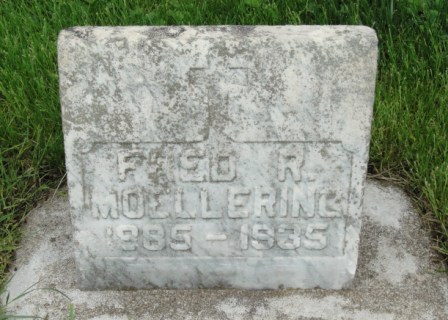 FRED R.
MOELLERING
1885 - 1935